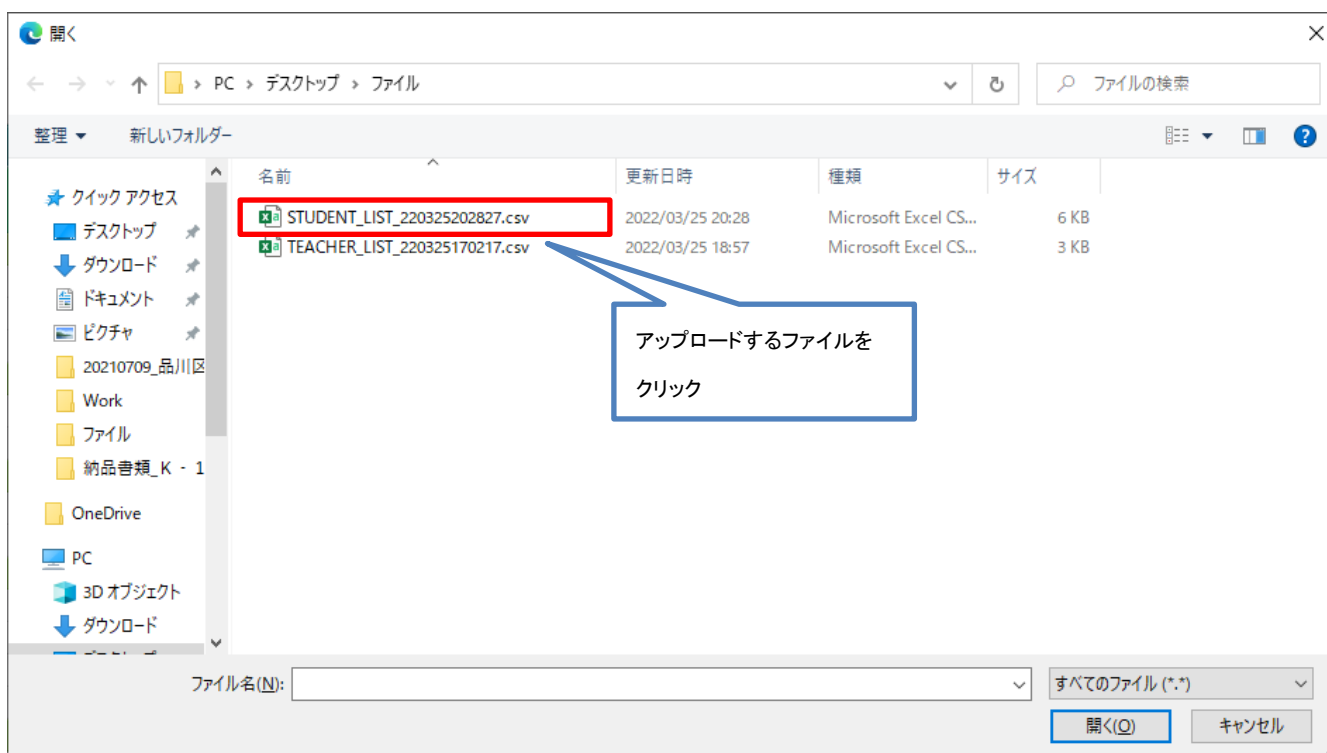 開く
PC › デスクトップ › ファイル
ファイルの検索
整理
新しいフォルダー
名前
更新日時
種類
サイズ
クイック アクセス
デスクトップ
ダウンロード
ドキュメント
ピクチャ
20210709_品川区
Work
ファイル
納品書類_K - 1
OneDrive
PC
3D オブジェクト
ダウンロード
STUDENT_LIST_220325202827.csv 2022/03/25 20:28 Microsoft Excel CS... 6 KB
TEACHER_LIST_220325170217.csv 2022/03/25 18:57 Microsoft Excel CS... 3 KB
アップロードするファイルを
クリック
ファイル名(N):
すべてのファイル (*.*)
開く(O)
キャンセル